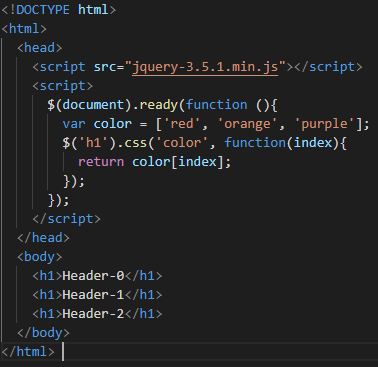 <!DOCTYPE html>
<html>
  <head>
    <script src="jquery-3.5.1.min.js"></script>
    <script>
      $(document).ready(function (){
        var color = ['red', 'orange', 'purple'];
        $('h1').css('color', function(index){
          return color[index];
        });
      });
    </script>
  </head>
  <body>
    <h1>Header-0</h1>
    <h1>Header-1</h1>
    <h1>Header-2</h1>
  </body>
</html>